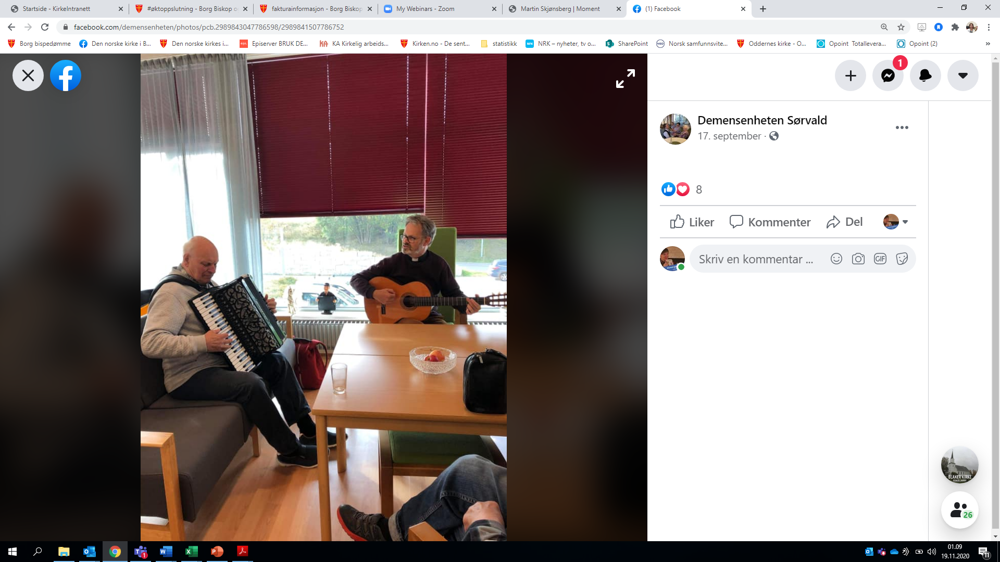 Startside - KirkeIntranett
#øktoppslutning - Borg Biskop o
fakturainformasjon - Borg Biskop
My Webinars - Zoom
Martin Skjønsberg | Moment
(1) Facebook
facebook.com/demensenheten/photos/pcb.2989843047786598/2989841507786752
Borg bispedømme
Den norske kirke i B...
Den norske kirkes i...
Episerver BRUK DE...
KA Kirkelig arbeids...
Kirken.no - De sent...
statistikk
NRK – nyheter, tv o...
SharePoint
Norsk samfunnsvite...
Oddernes kirke - O...
Opoint Totallevera...
Opoint (2)
»
1
Demensenheten Sørvald
17. september ·
8
Liker
Kommenter
Del
Skriv en kommentar ...
GIF
BLAKER KIRKE
26
01.09
19.11.2020
1
11